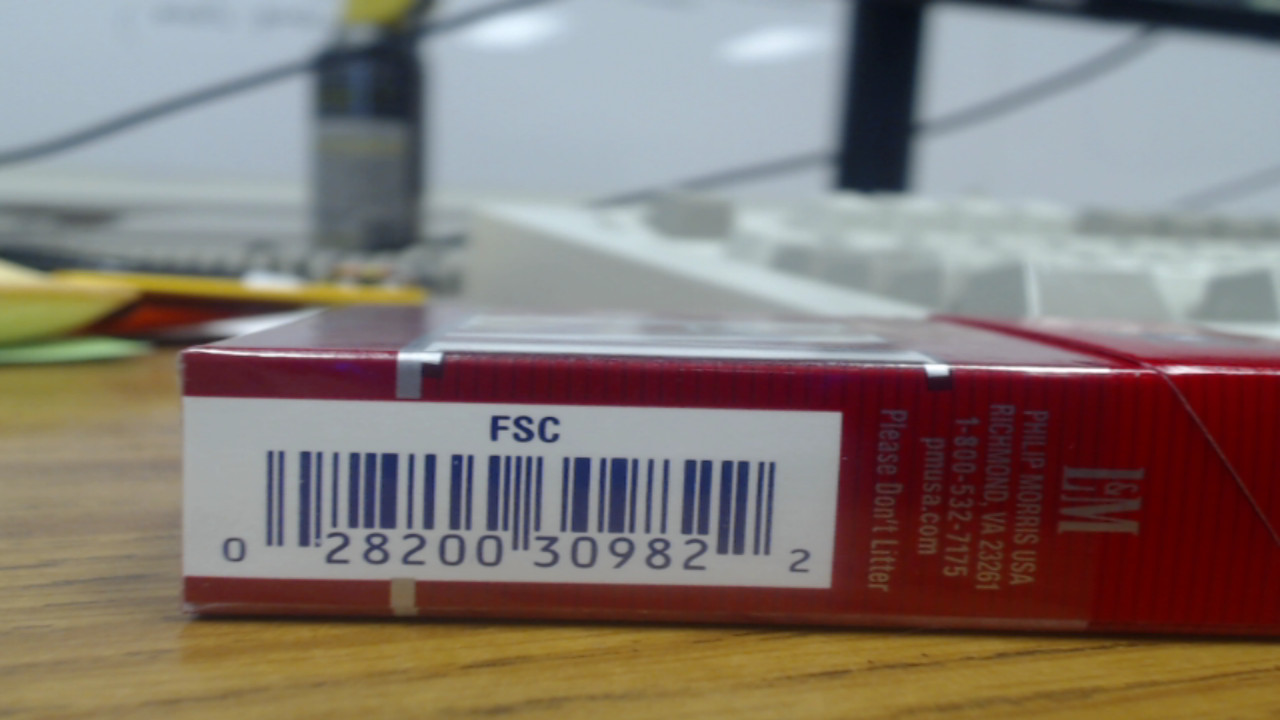 FSC
0 28200 30982 2
L&M
PHILIP MORRIS USA
RICHMOND, VA 23261
1-800-532-7175
pmusa.com
Please Don't Litter